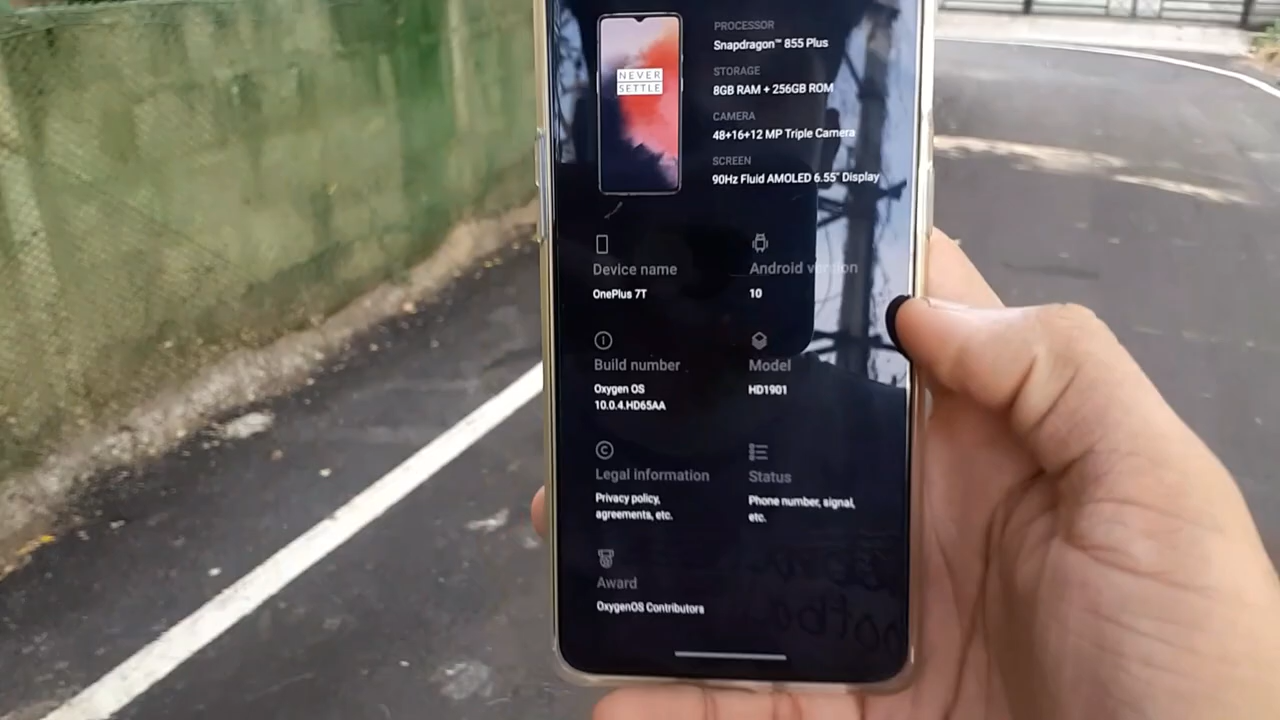 PROCESSOR
Snapdragon™ 855 Plus
STORAGE
8GB RAM + 256GB ROM
CAMERA
48+16+12 MP Triple Camera
SCREEN
90Hz Fluid AMOLED 6.55" Display
NEVER
SETTLE
Device name
OnePlus 7T
Android version
10
Build number
Oxygen OS
10.0.4.HD65AA
Model
HD1901
Legal information
Privacy policy,
agreements, etc.
Status
Phone number, signal,
etc.
Award
OxygenOS Contributors